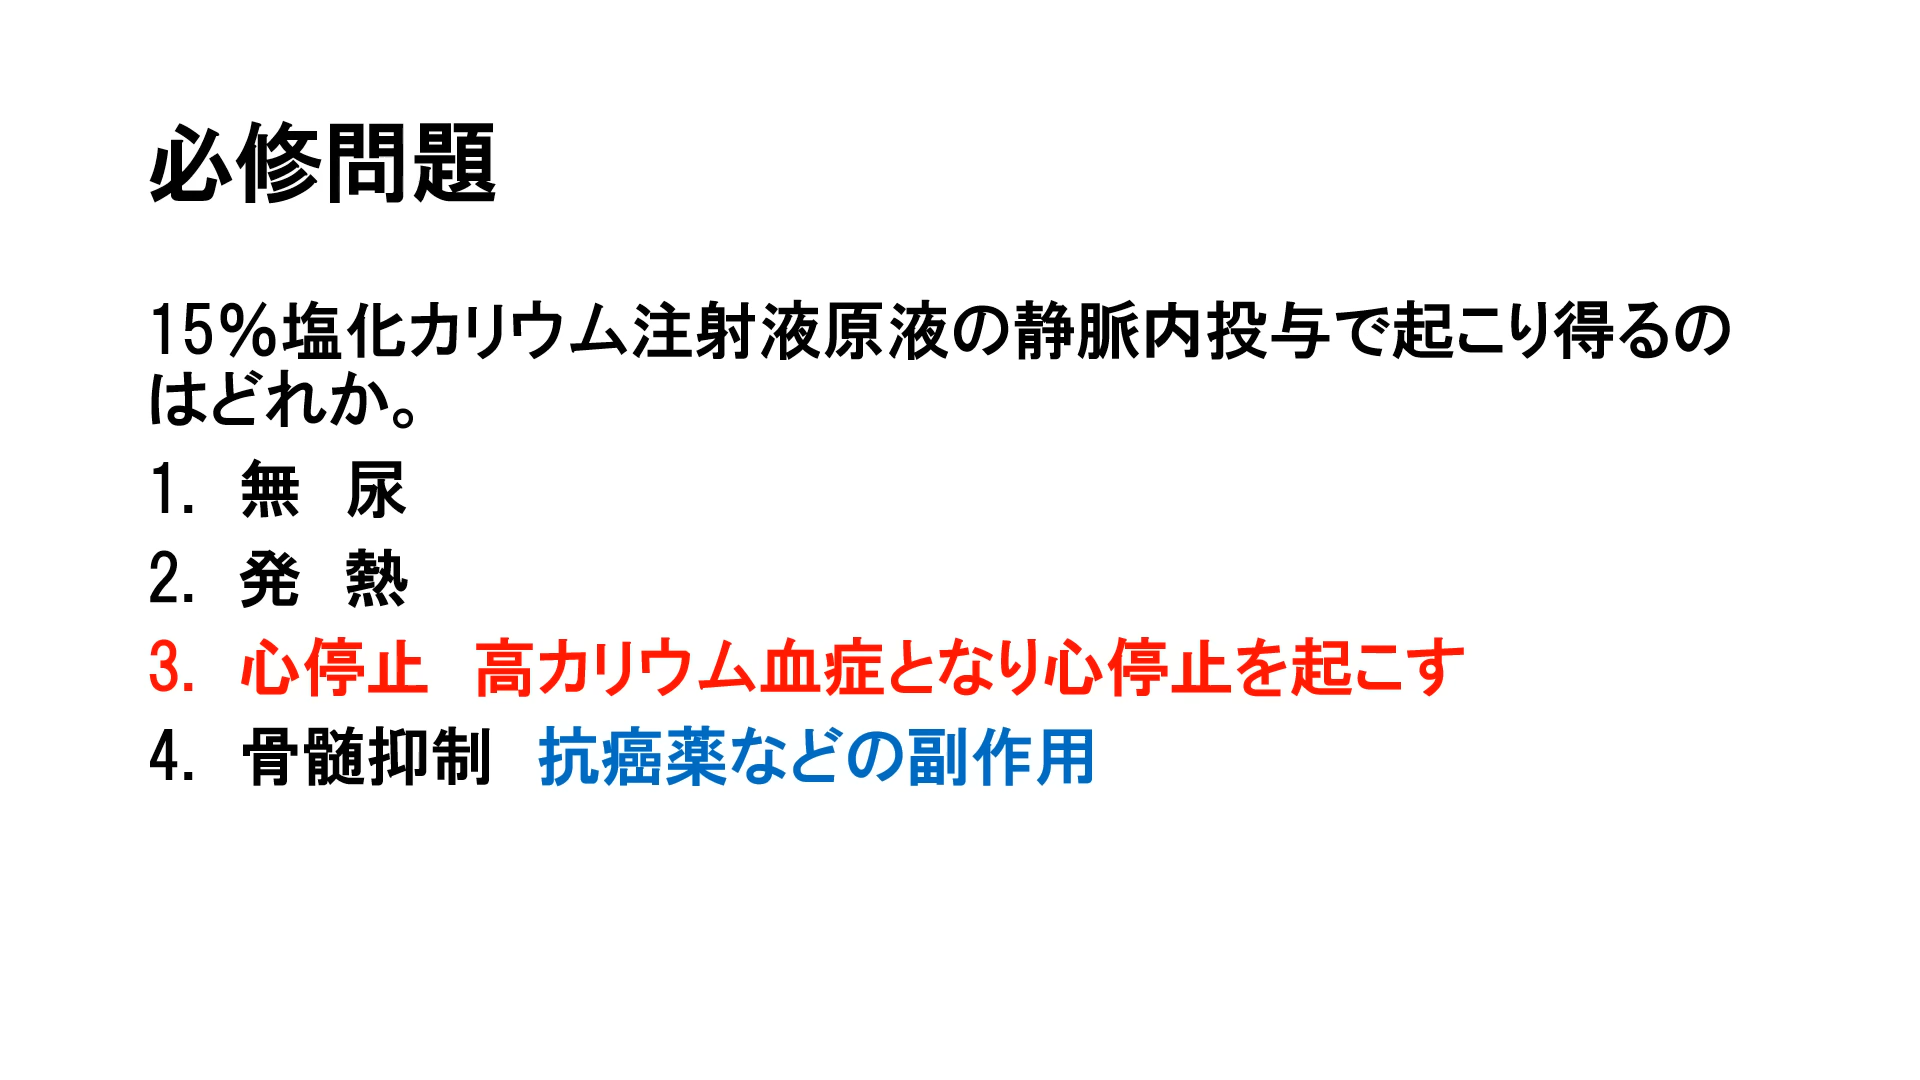 必修問題
15％塩化カリウム注射液原液の静脈内投与で起こり得るの
はどれか。
1.　無　尿
2.　発　熱
3.　心停止　高カリウム血症となり心停止を起こす
4.　骨髄抑制　抗癌薬などの副作用